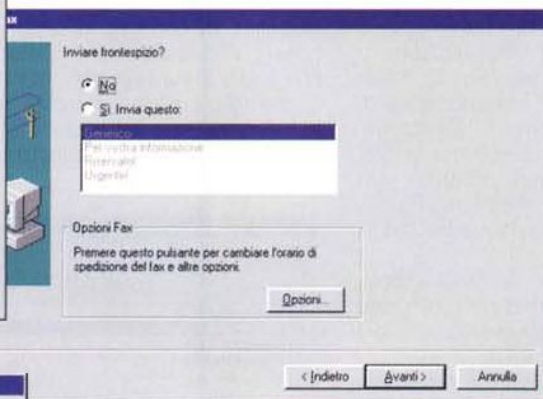 ax
Inviare frontespizio?
No
Sì. Invia questo:
Generico
Per vostra informazione
Riservato!
Urgente!
Opzioni Fax
Premere questo pulsante per cambiare l'orario di
spedizione del fax e altre opzioni.
Opzioni...
< Indietro
Avanti >
Annulla